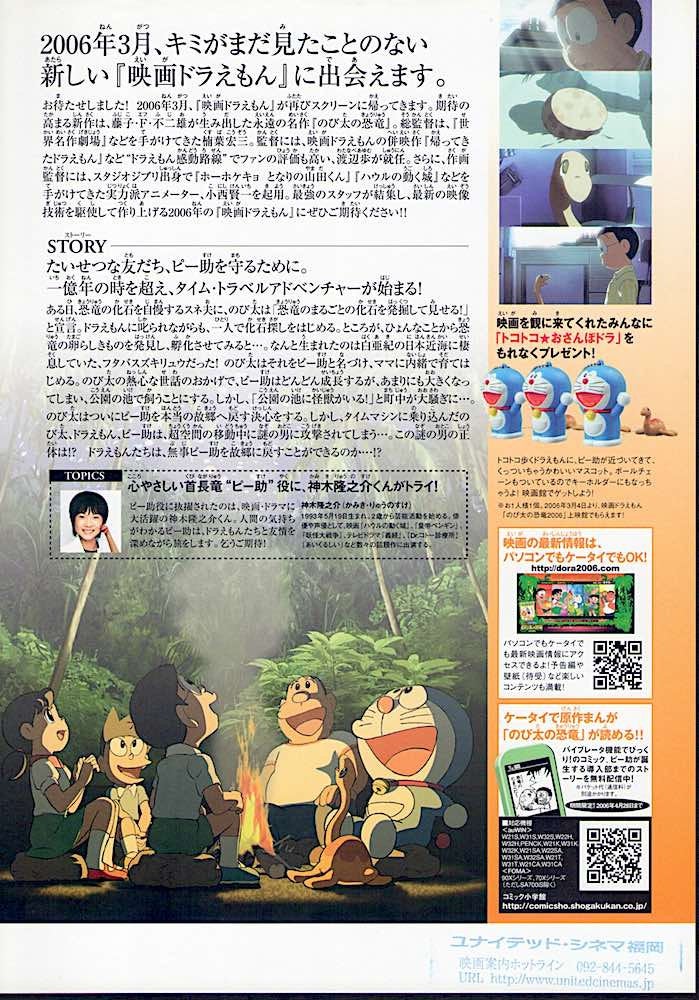 2006年3月、キミがまだ見たことのない
新しい『映画ドラえもん』に出会えます。
お待たせしました! 2006年3月、『映画ドラえもん』が再びスクリーンに帰ってきます。期待の
高まる新作は、藤子・F・不二雄が生み出した永遠の名作『のび太の恐竜』。総監督は、『世
界名作劇場』などを手がけてきた楠葉宏三。監督には、映画ドラえもんの併映作『帰ってき
たドラえもん』など“ドラえもん感動路線”でファンの評価も高い、渡辺歩が就任。さらに、作画
監督には、スタジオジブリ出身で『ホーホケキョ となりの山田くん』『ハウルの動く城』などを
手がけてきた実力派アニメーター、小西賢一を起用。最強のスタッフが結集し、最新の映像
技術を駆使して作り上げる2006年の『映画ドラえもん』にぜひご期待ください!!
ストーリー
STORY
たいせつな友だち、ピー助を守るために。
一億年の時を超え、タイム・トラベルアドベンチャーが始まる!
ある日、恐竜の化石を自慢するスネ夫に、のび太は「恐竜のまるごとの化石を発掘して見せる!」
と宣言。ドラえもんに叱られながらも、一人で化石探しをはじめる。ところが、ひょんなことから恐
竜の卵らしきものを発見し、孵化させてみると…。なんと生まれたのは白亜紀の日本近海に棲
息していた、フタバスズキリュウだった! のび太はそれをピー助と名づけ、ママに内緒で育ては
じめる。のび太の熱心な世話のおかげで、ピー助はどんどん成長するが、あまりにも大きくなっ
てしまい、公園の池で飼うことにする。しかし、「公園の池に怪獣がいる!」と町中が大騒ぎに…。
のび太はついにピー助を本当の故郷へ戻す決心をする。しかし、タイムマシンに乗り込んだの
び太、ドラえもん、ピー助は、超空間の移動中に謎の男に攻撃されてしまう…。この謎の男の正
体は!? ドラえもんたちは、無事ピー助を故郷に戻すことができるのか…!?
TOPICS
心やさしい首長竜“ピー助”役に、神木隆之介くんがトライ!
ピー助役に抜擢されたのは、映画・ドラマに
大活躍の神木隆之介くん。人間の気持ち
がわかるピー助は、ドラえもんたちと友情を
深めながら旅をします。乞うご期待!
神木隆之介(かみき・りゅうのすけ)
1993年5月19日生まれ。2歳から芸能活動を始める。俳
優や声優として、映画「ハウルの動く城」、「皇帝ペンギン」、
「妖怪大戦争」、テレビドラマ「義経」、「Dr.コトー診療所」
「あいくるしい」など数々の話題作に出演する。
映画を観に来てくれたみんなに
「トコトコ★おさんぽドラ」を
もれなくプレゼント!
トコトコ歩くドラえもんに、ピー助が近づいてきて、
くっついちゃうかわいいマスコット。ボールチェ
ーンもついているのでキーホルダーにもなっち
ゃうよ! 映画館でゲットしよう!
※お1人様1個。2006年3月4日より、映画ドラえもん
「のび太の恐竜2006」上映館でもらえます!
映画の最新情報は、
パソコンでもケータイでもOK!
http://dora2006.com
パソコンでもケータイで
も最新映画情報にアク
セスできるよ! 予告編や
壁紙(待受)など楽しい
コンテンツも満載!
ケータイで原作まんが
「のび太の恐竜」が読める!!
バイブレータ機能でびっく
り!のコミック、ピー助が誕
生する導入部までのスト
ーリーを無料配信中!
※パケット代(通信料)が
別途かかります。
期間限定!2006年4月28日まで
■対応機種
<auWIN>
W21S,W31S,W32S,W22H,
W32H,PENCK,W21K,W31K
W32K,W21SA,W22SA,
W31SA,W32SA,W21T,
W31T,W21CA,W31CA
<FOMA>
90Xシリーズ、70Xシリーズ
(ただしSA700iS除く)
コミック小学館
http://comicsho.shogakukan.co.jp/
ユナイテッド・シネマ福岡
映画案内ホットライン 092-844-5645
URL http://www.unitedcinemas.jp